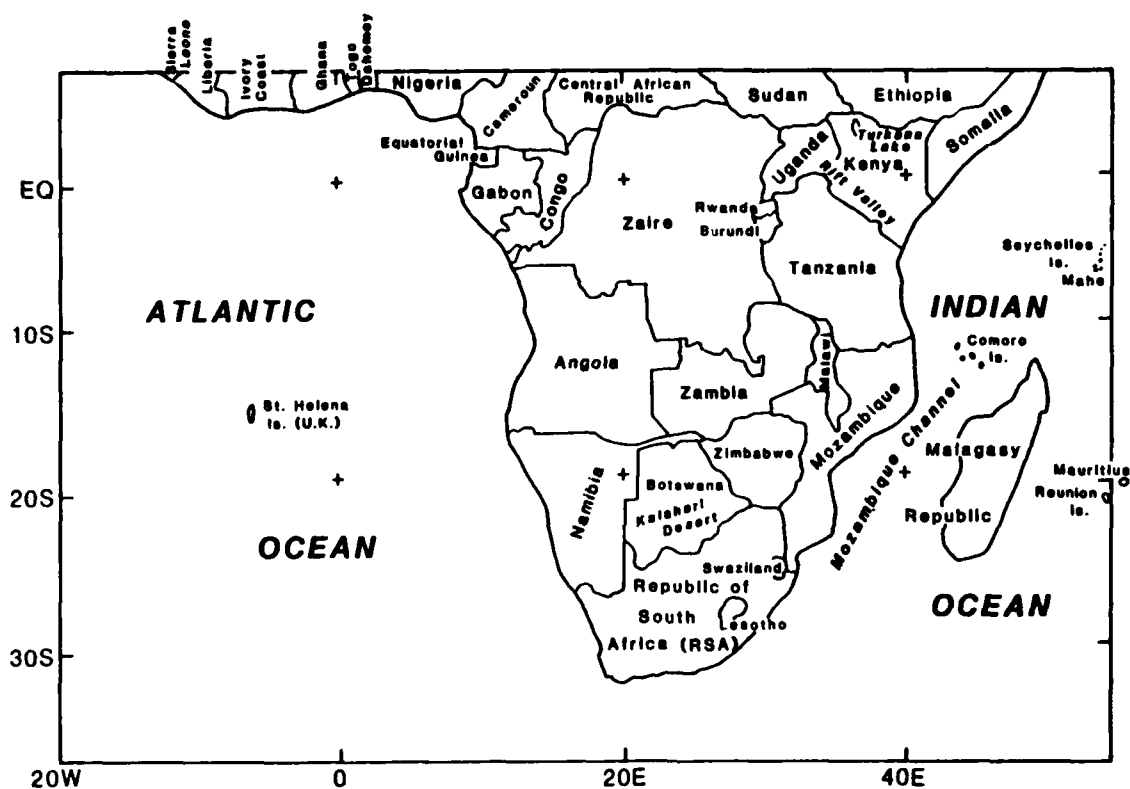 Sierra
Leone
Liberia
Ivory
Coast
Ghana
Togo
Dahomey
Nigeria
Cameroun
Central African
Republic
Sudan
Ethiopia
Somalia
Equatorial
Guinea
Gabon
Congo
Zaire
Uganda
Turkana
Lake
Kenya
Rift Valley
Rwanda
Burundi
Tanzania
Seychelles
Is.
Mahe
EQ
ATLANTIC
INDIAN
10S
Angola
Zambia
Malawi
Comoro
Is.
St. Helena
Is. (U.K.)
Mozambique
Mozambique Channel
Malagasy
Republic
Zimbabwe
Namibia
Botswana
Kalahari
Desert
Mauritius
Reunion
Is.
20S
OCEAN
Swaziland
Republic of
South
Africa (RSA)
Lesotho
OCEAN
30S
20W
0
20E
40E